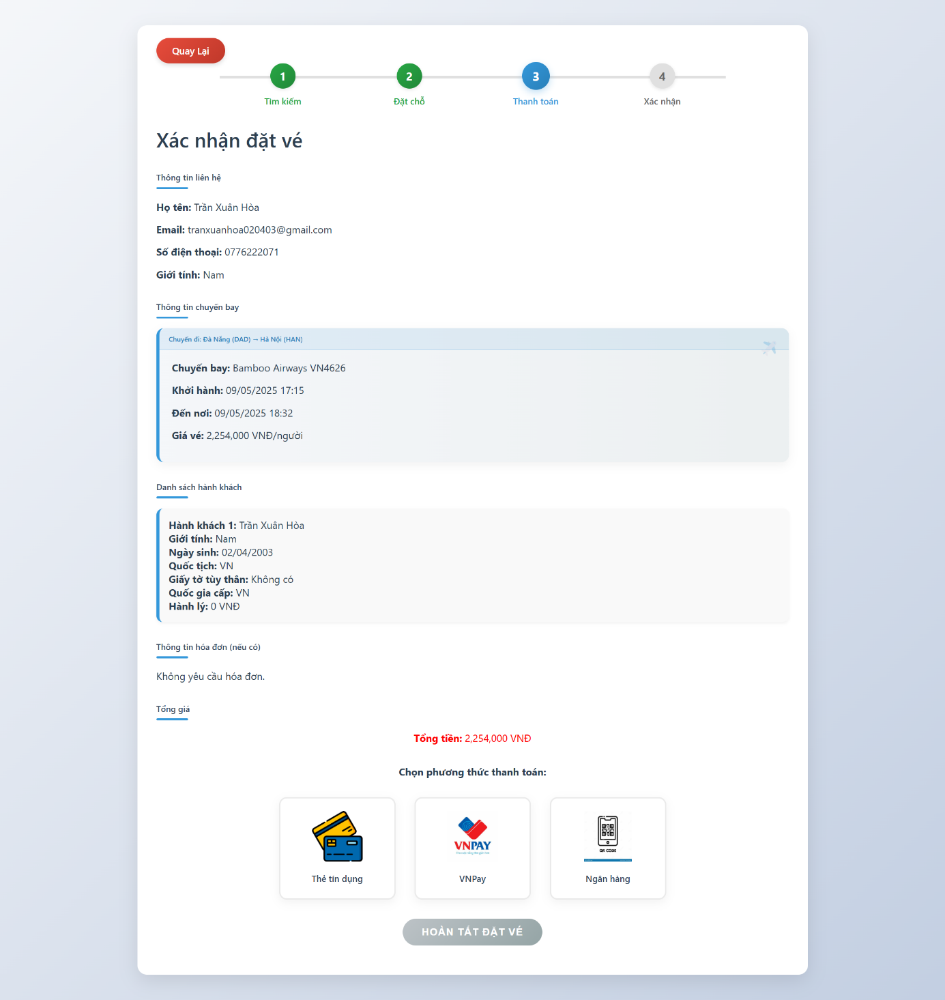 Quay Lại
1
2
3
4
Tìm kiếm
Đặt chỗ
Thanh toán
Xác nhận
Xác nhận đặt vé
Thông tin liên hệ
Họ tên: Trần Xuân Hòa
Email: tranxuanhoa020403@gmail.com
Số điện thoại: 0776222071
Giới tính: Nam
Thông tin chuyến bay
Chuyến đi: Đà Nẵng (DAD) → Hà Nội (HAN)
Chuyến bay: Bamboo Airways VN4626
Khởi hành: 09/05/2025 17:15
Đến nơi: 09/05/2025 18:32
Giá vé: 2,254,000 VNĐ/người
Danh sách hành khách
Hành khách 1: Trần Xuân Hòa
Giới tính: Nam
Ngày sinh: 02/04/2003
Quốc tịch: VN
Giấy tờ tùy thân: Không có
Quốc gia cấp: VN
Hành lý: 0 VNĐ
Thông tin hóa đơn (nếu có)
Không yêu cầu hóa đơn.
Tổng giá
Tổng tiền: 2,254,000 VNĐ
Chọn phương thức thanh toán:
VNPAY
QR CODE
Thẻ tín dụng
VNPay
Ngân hàng
HOÀN TẤT ĐẶT VÉ